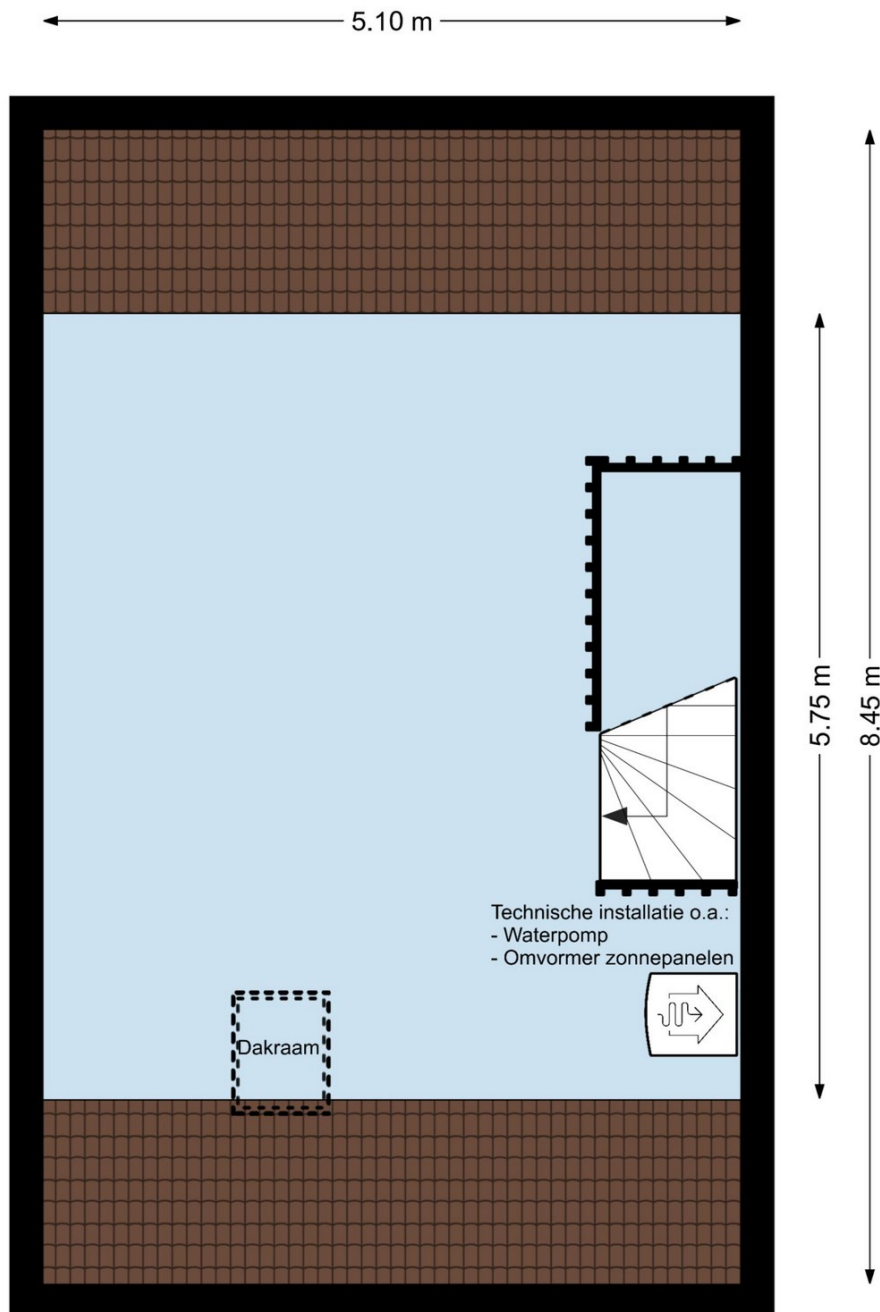 5.10 m
5.75 m
8.45 m
Technische installatie o.a.:
- Waterpomp
- Omvormer zonnepanelen
Dakraam